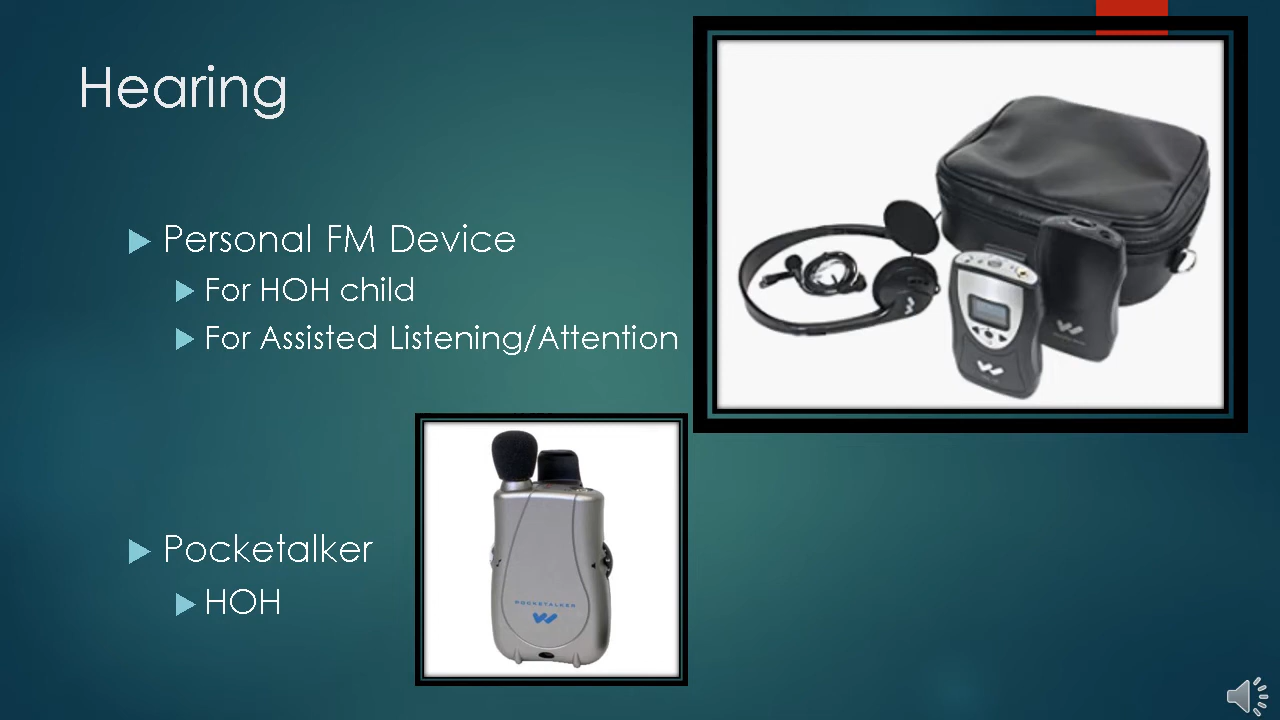 Hearing
Personal FM Device
For HOH child
For Assisted Listening/Attention
Pocketalker
HOH
POCKETALKER